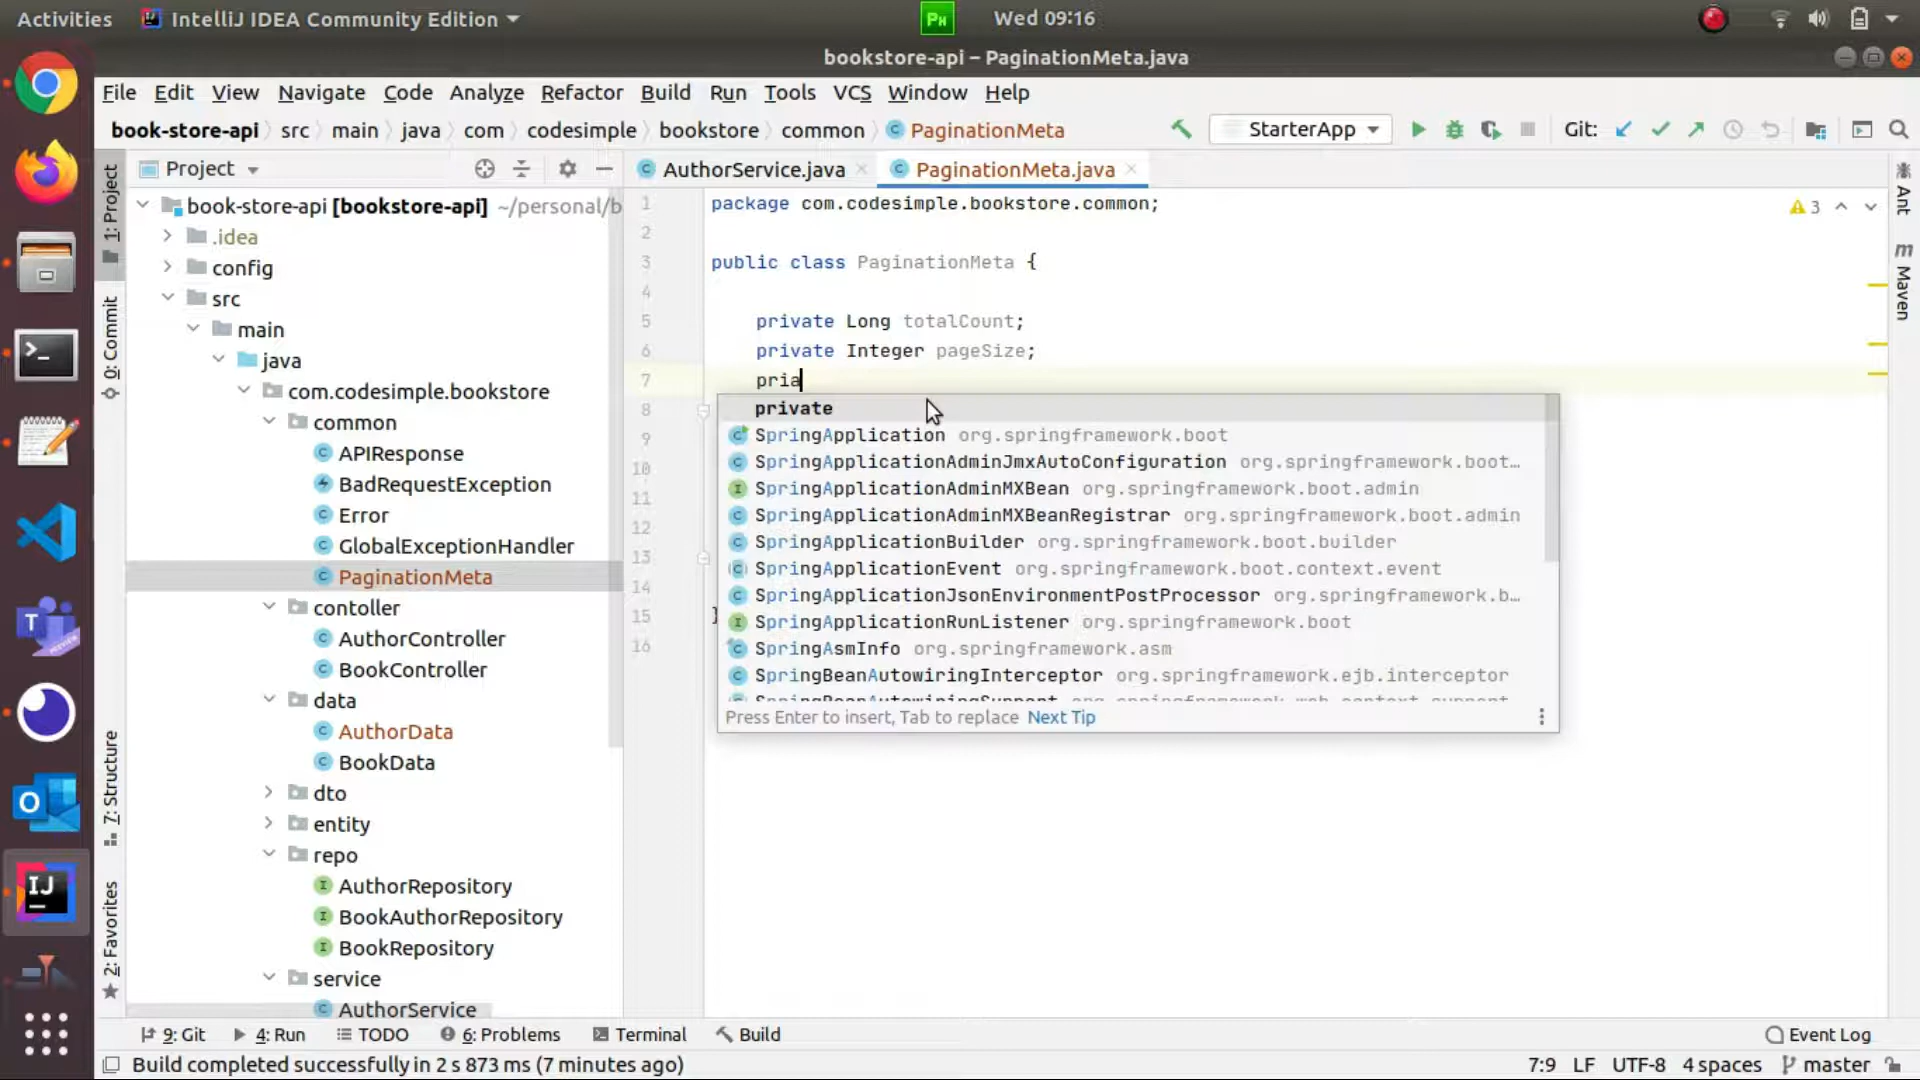 Activities
IntelliJ IDEA Community Edition
Wed 09:16
bookstore-api – PaginationMeta.java
File Edit View Navigate Code Analyze Refactor Build Run Tools VCS Window Help
book-store-api src main java com codesimple bookstore common PaginationMeta
StarterApp
Git:
Project
AuthorService.java
PaginationMeta.java
1: Project
0: Commit
7: Structure
2: Favorites
book-store-api [bookstore-api] ~/personal/b
.idea
config
src
main
java
com.codesimple.bookstore
common
APIResponse
BadRequestException
Error
GlobalExceptionHandler
PaginationMeta
contoller
AuthorController
BookController
data
AuthorData
BookData
dto
entity
repo
AuthorRepository
BookAuthorRepository
BookRepository
service
AuthorService
1 package com.codesimple.bookstore.common;
2
3 public class PaginationMeta {
4
5 private Long totalCount;
6 private Integer pageSize;
7 pria
8
9
10
11
12
13
14
15 }
16
private
SpringApplication org.springframework.boot
SpringApplicationAdminJmxAutoConfiguration org.springframework.boot…
SpringApplicationAdminMXBean org.springframework.boot.admin
SpringApplicationAdminMXBeanRegistrar org.springframework.boot.admin
SpringApplicationBuilder org.springframework.boot.builder
SpringApplicationEvent org.springframework.boot.context.event
SpringApplicationJsonEnvironmentPostProcessor org.springframework.b…
SpringApplicationRunListener org.springframework.boot
SpringAsmInfo org.springframework.asm
SpringBeanAutowiringInterceptor org.springframework.ejb.interceptor
Press Enter to insert, Tab to replace Next Tip
3
Ant
Maven
9: Git
4: Run
TODO
6: Problems
Terminal
Build
Event Log
Build completed successfully in 2 s 873 ms (7 minutes ago)
7:9 LF UTF-8 4 spaces master